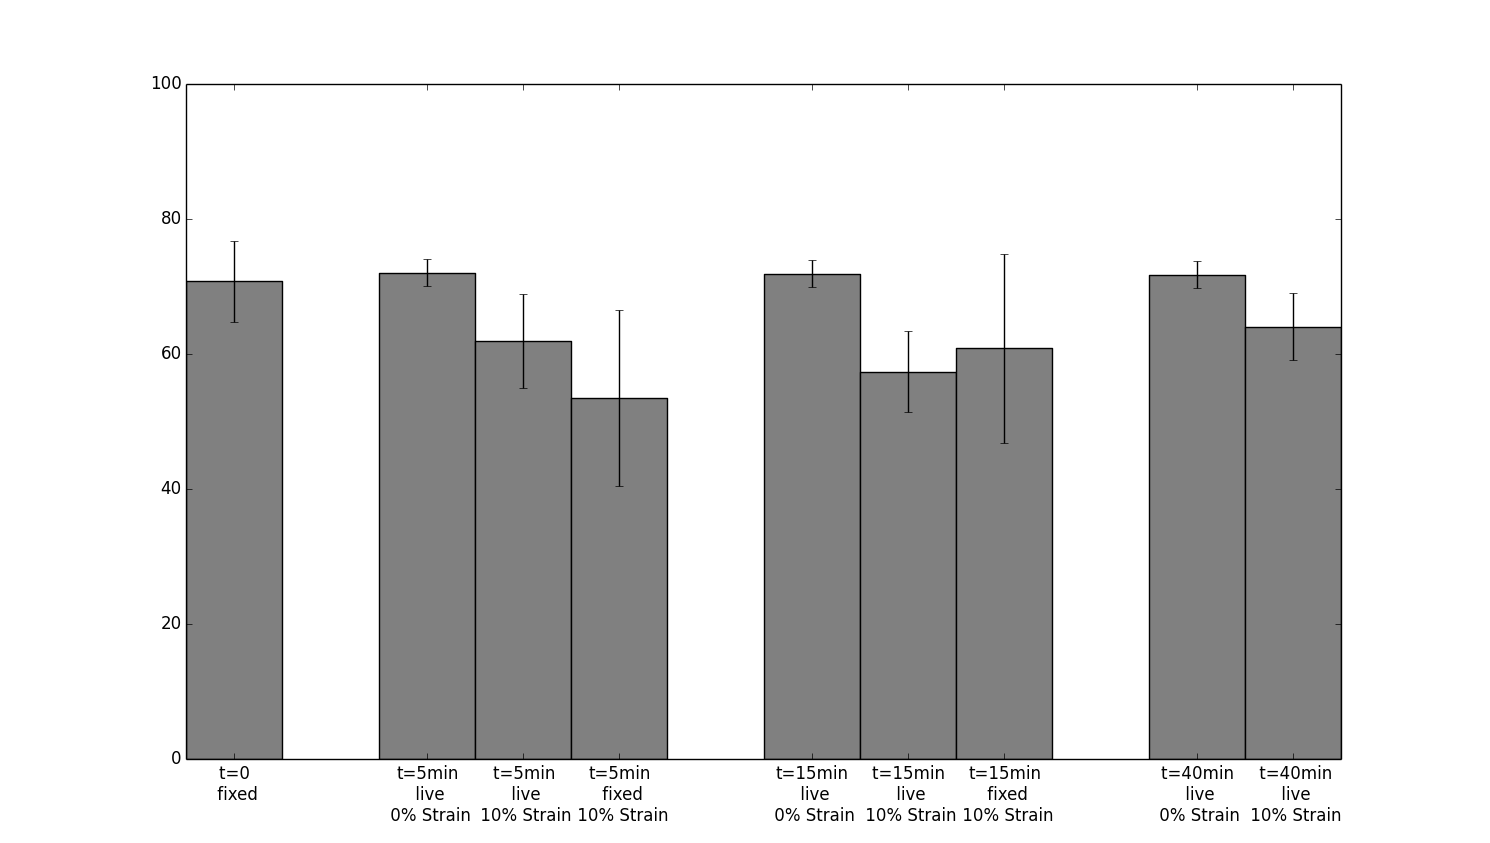 100
80
60
40
20
0
t=0
fixed
t=5min
live
0% Strain
t=5min
live
10% Strain
t=5min
fixed
10% Strain
t=15min
live
0% Strain
t=15min
live
10% Strain
t=15min
fixed
10% Strain
t=40min
live
0% Strain
t=40min
live
10% Strain